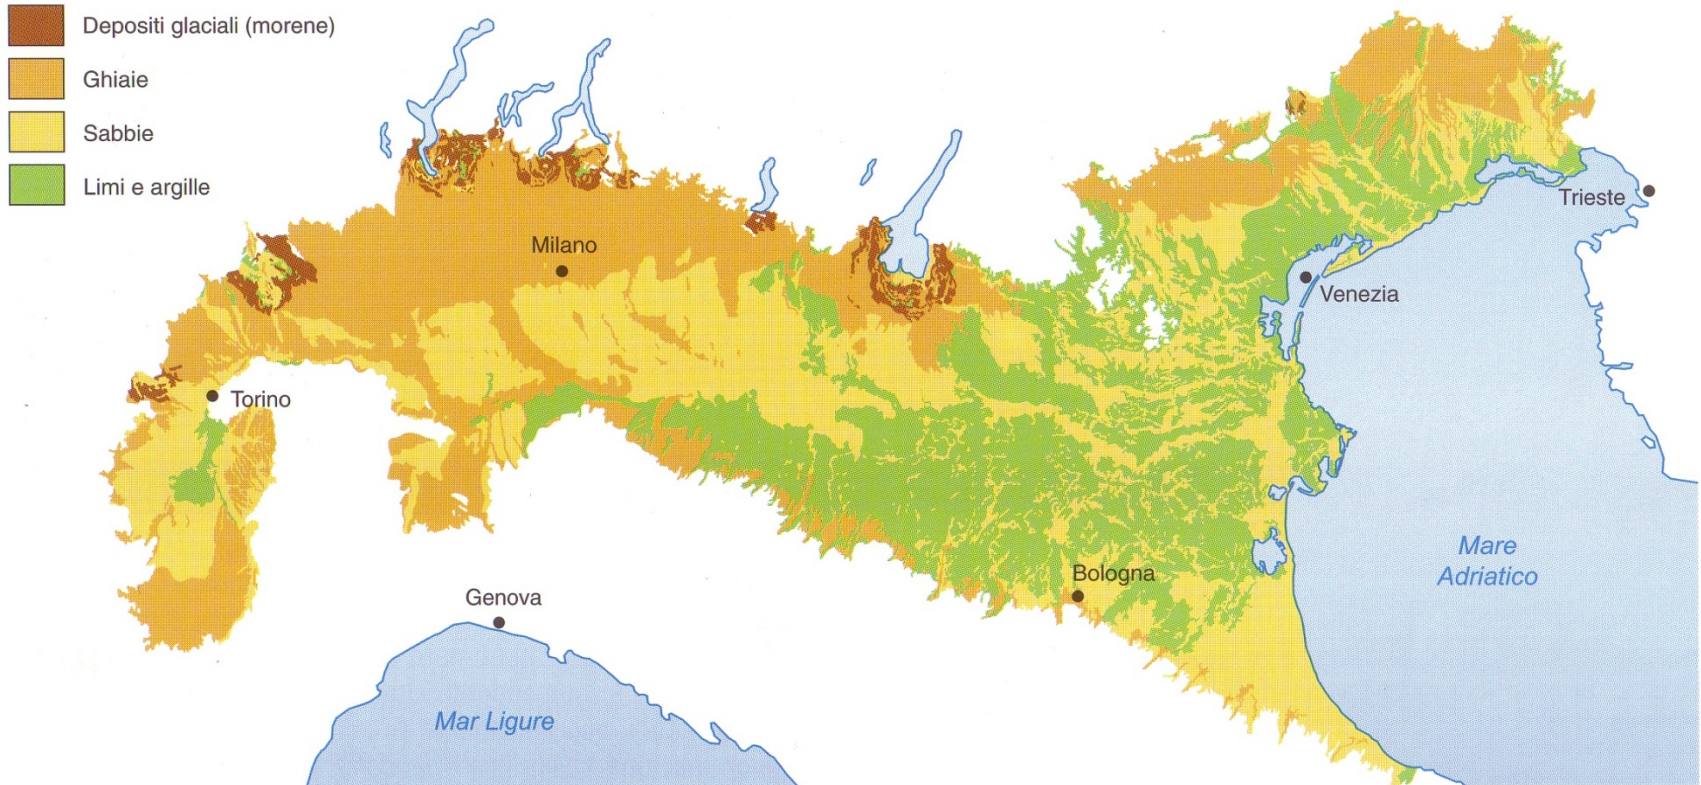 Depositi glaciali (morene)
Ghiaie
Sabbie
Limi e argille
Milano
Trieste
Venezia
Torino
Bologna
Genova
Mare
Adriatico
Mar Ligure